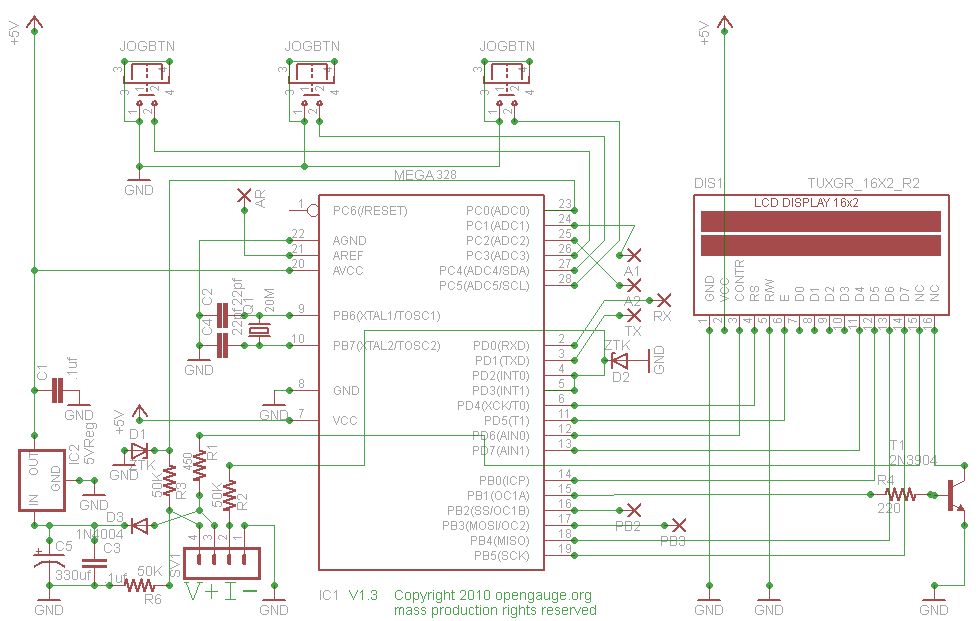 +5V
+5V
JOGBTN
JOGBTN
JOGBTN
3
4
3
4
3
4
3
1
2
4
3
1
2
4
3
1
2
4
GND
MEGA328
DIS1
TUXGR_16X2_R2
LCD DISPLAY 16x2
AR
1
PC6(/RESET)
22
AGND
21
AREF
20
AVCC
9
PB6(XTAL1/TOSC1)
10
PB7(XTAL2/TOSC2)
8
GND
7
VCC
PC0(ADC0)
23
PC1(ADC1)
24
PC2(ADC2)
25
PC3(ADC3)
26
PC4(ADC4/SDA)
27
PC5(ADC5/SCL)
28
PD0(RXD)
2
PD1(TXD)
3
PD2(INT0)
4
PD3(INT1)
5
PD4(XCK/T0)
6
PD5(T1)
11
PD6(AIN0)
12
PD7(AIN1)
13
PB0(ICP)
14
PB1(OC1A)
15
PB2(SS/OC1B)
16
PB3(MOSI/OC2)
17
PB4(MISO)
18
PB5(SCK)
19
A1
A2
RX
TX
ZTK
D2
GND
PB2
PB3
GND
VCC
CONTR
RS
R/W
E
D0
D1
D2
D3
D4
D5
D6
D7
NC
NC
1
2
3
4
5
6
7
8
9
10
11
12
13
14
15
16
C2
22pf
C4
22pf
Q1
20M
GND
C1
.1uf
GND
GND
+5V
D1
ZTK
GND
IC2
5VReg
OUT
GND
IN
GND
50K
R3
450
R1
50K
R2
D3
1N4004
C5
330uf
C3
.1uf
50K
R6
GND
SV1
4
3
2
1
V+I-
GND
T1
2N3904
R4
220
GND
GND
GND
IC1 V1.3 Copyright 2010 opengauge.org
mass production rights reserved